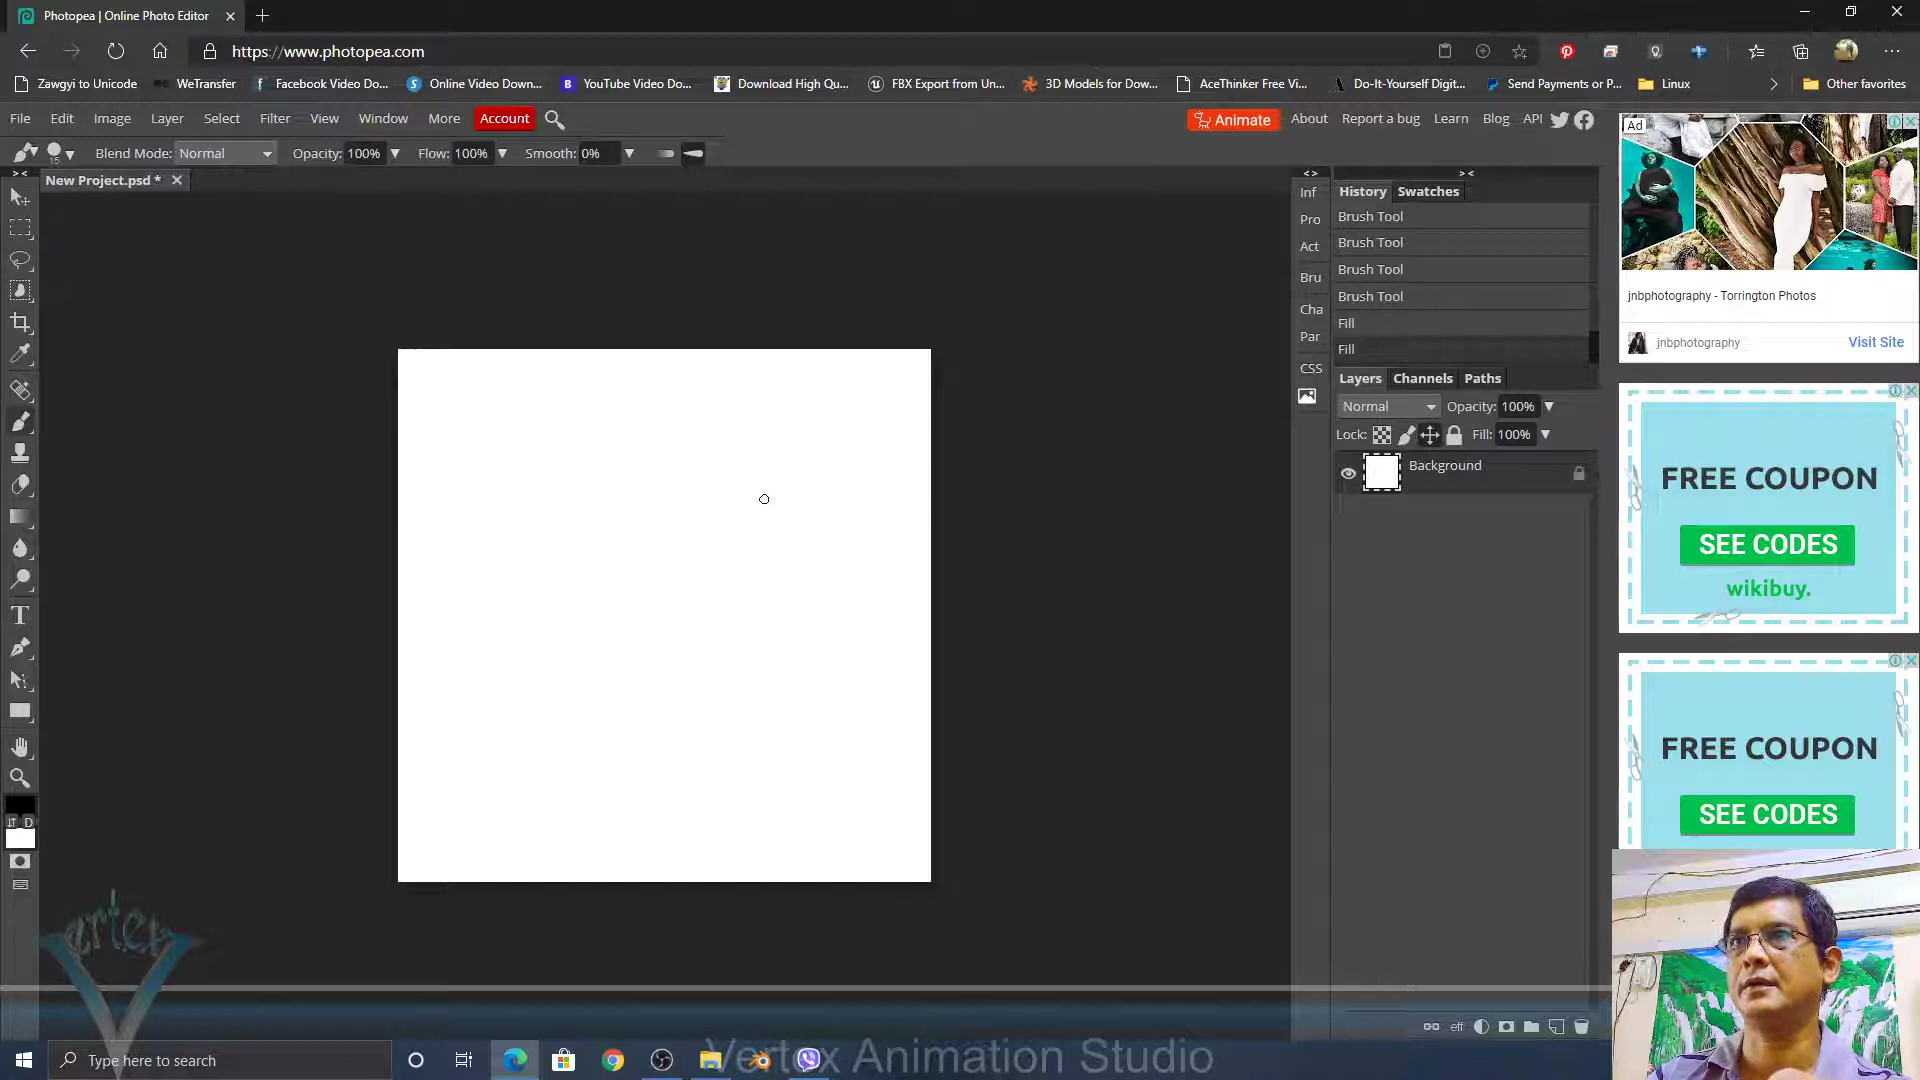 Photopea | Online Photo Editor
https://www.photopea.com
Zawgyi to Unicode
WeTransfer
Facebook Video Do...
Online Video Down...
YouTube Video Do...
Download High Qu...
FBX Export from Un...
3D Models for Dow...
AceThinker Free Vi...
Do-It-Yourself Digit...
Send Payments or P...
Linux
Other favorites
File Edit Image Layer Select Filter View Window More Account
Animate About Report a bug Learn Blog API
15 Blend Mode: Normal Opacity: 100% Flow: 100% Smooth: 0%
New Project.psd *
Inf
Pro
Act
Bru
Cha
Par
CSS
History Swatches
Brush Tool
Brush Tool
Brush Tool
Brush Tool
Fill
Fill
Layers Channels Paths
Normal Opacity: 100%
Lock: Fill: 100%
Background
eff
T
D
Ad
jnbphotography - Torrington Photos
jnbphotography Visit Site
FREE COUPON
SEE CODES
wikibuy.
FREE COUPON
SEE CODES
Type here to search
Vertex Animation Studio